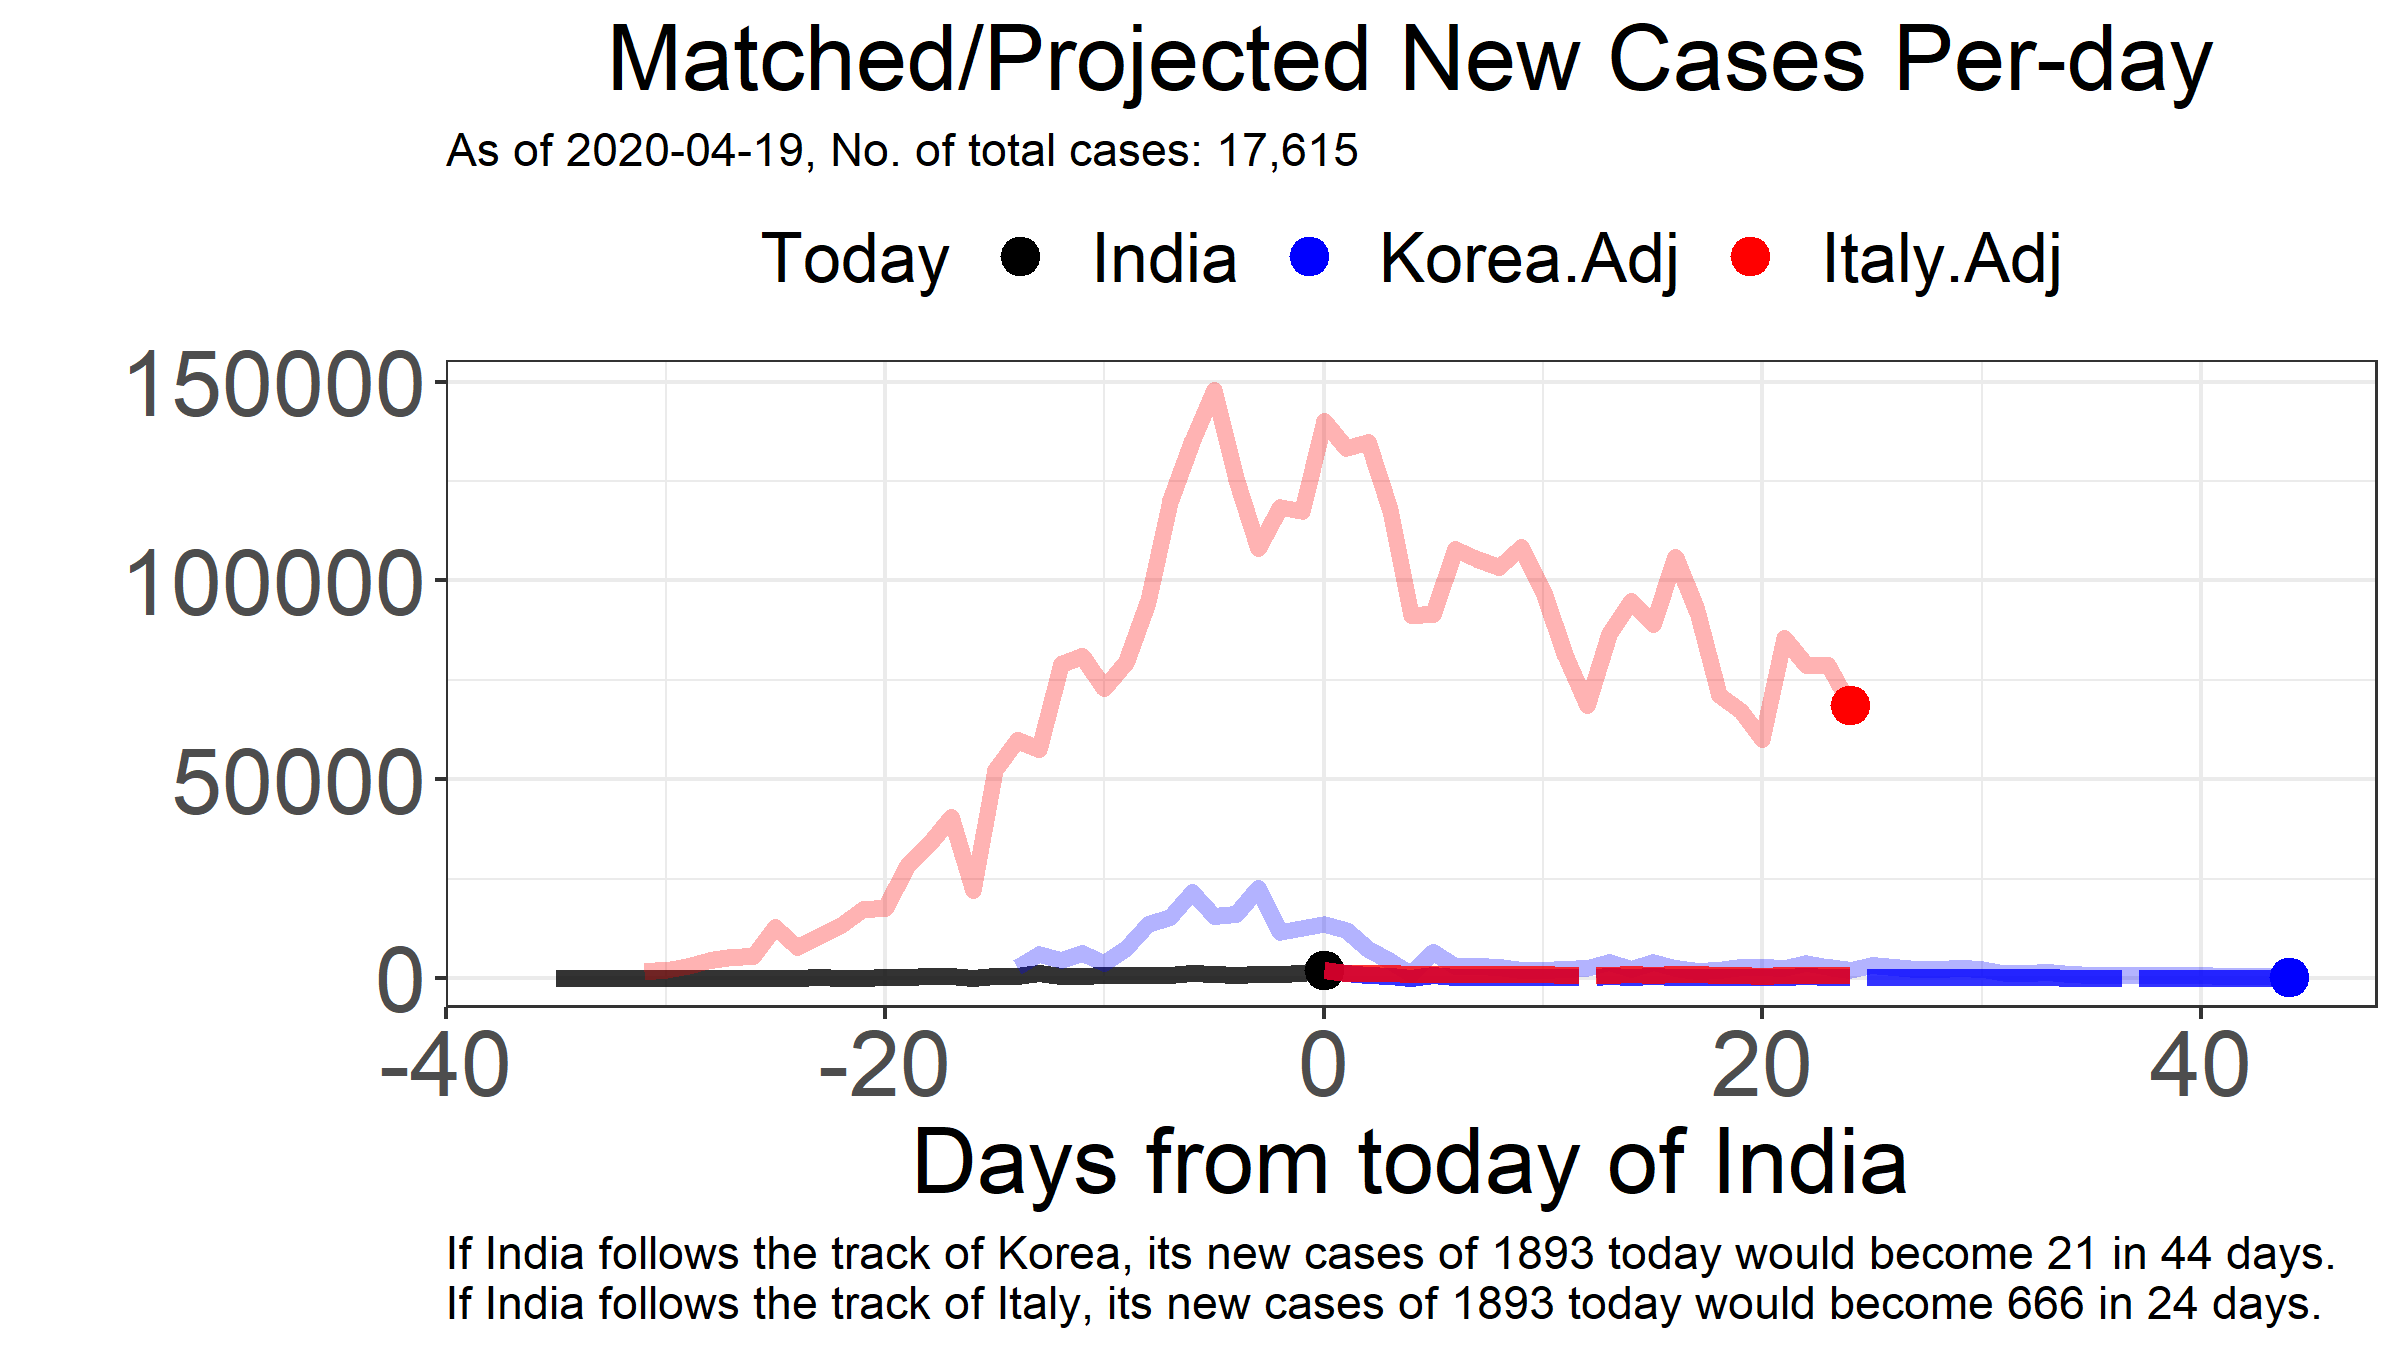 Matched/Projected New Cases Per-day
As of 2020-04-19, No. of total cases: 17,615
Today India Korea.Adj Italy.Adj
150000
100000
50000
0
-40 -20 0 20 40
Days from today of India
If India follows the track of Korea, its new cases of 1893 today would become 21 in 44 days.
If India follows the track of Italy, its new cases of 1893 today would become 666 in 24 days.